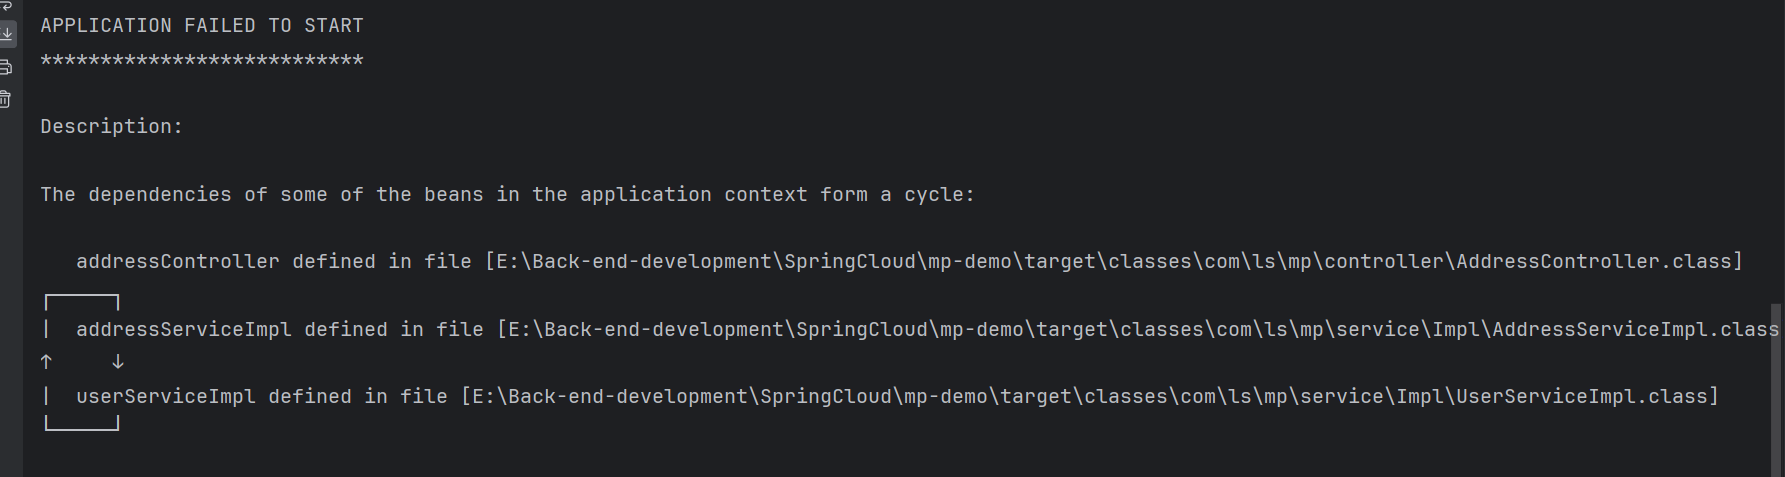 APPLICATION FAILED TO START
***************************
Description:
The dependencies of some of the beans in the application context form a cycle:
addressController defined in file [E:\Back-end-development\SpringCloud\mp-demo\target\classes\com\ls\mp\controller\AddressController.class]
┌─────┐
|  addressServiceImpl defined in file [E:\Back-end-development\SpringCloud\mp-demo\target\classes\com\ls\mp\service\Impl\AddressServiceImpl.class
↑     ↓
|  userServiceImpl defined in file [E:\Back-end-development\SpringCloud\mp-demo\target\classes\com\ls\mp\service\Impl\UserServiceImpl.class]
└─────┘